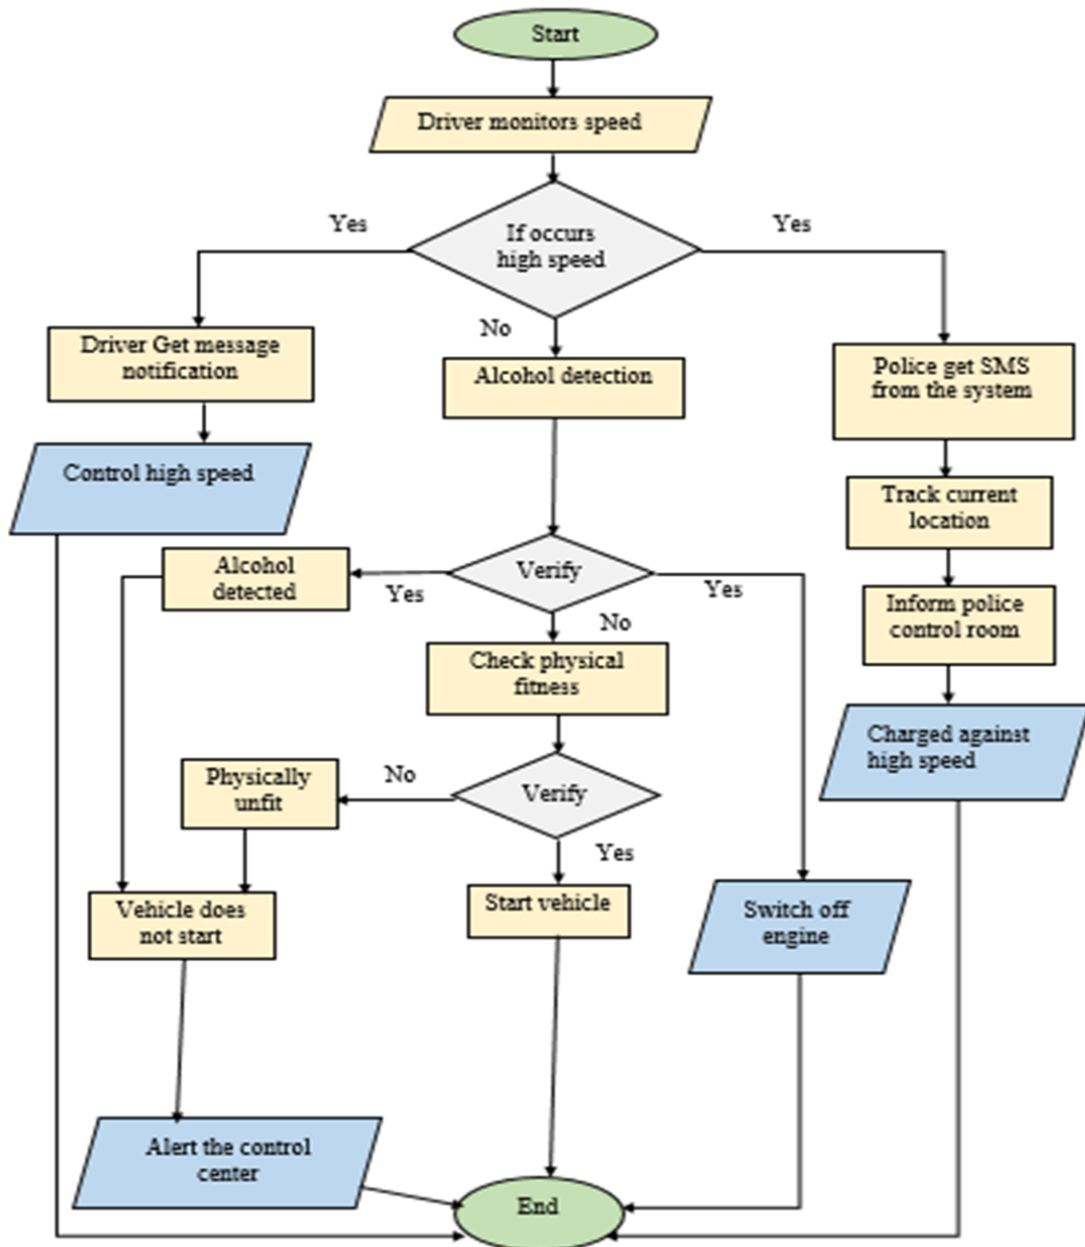 Start
Driver monitors speed
Yes
Yes
If occurs
high speed
No
Driver Get message
notification
Alcohol detection
Police get SMS
from the system
Control high speed
Track current
location
Alcohol
detected
Yes
Verify
Yes
No
Inform police
control room
Check physical
fitness
Charged against
high speed
Physically
unfit
No
Verify
Yes
Vehicle does
not start
Start vehicle
Switch off
engine
Alert the control
center
End